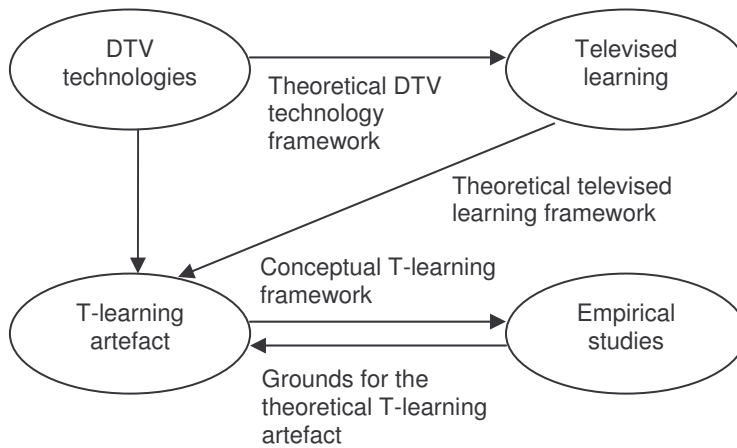 DTV
technologies
Televised
learning
Theoretical DTV
technology
framework
Theoretical televised
learning framework
T-learning
artefact
Conceptual T-learning
framework
Empirical
studies
Grounds for the
theoretical T-learning
artefact